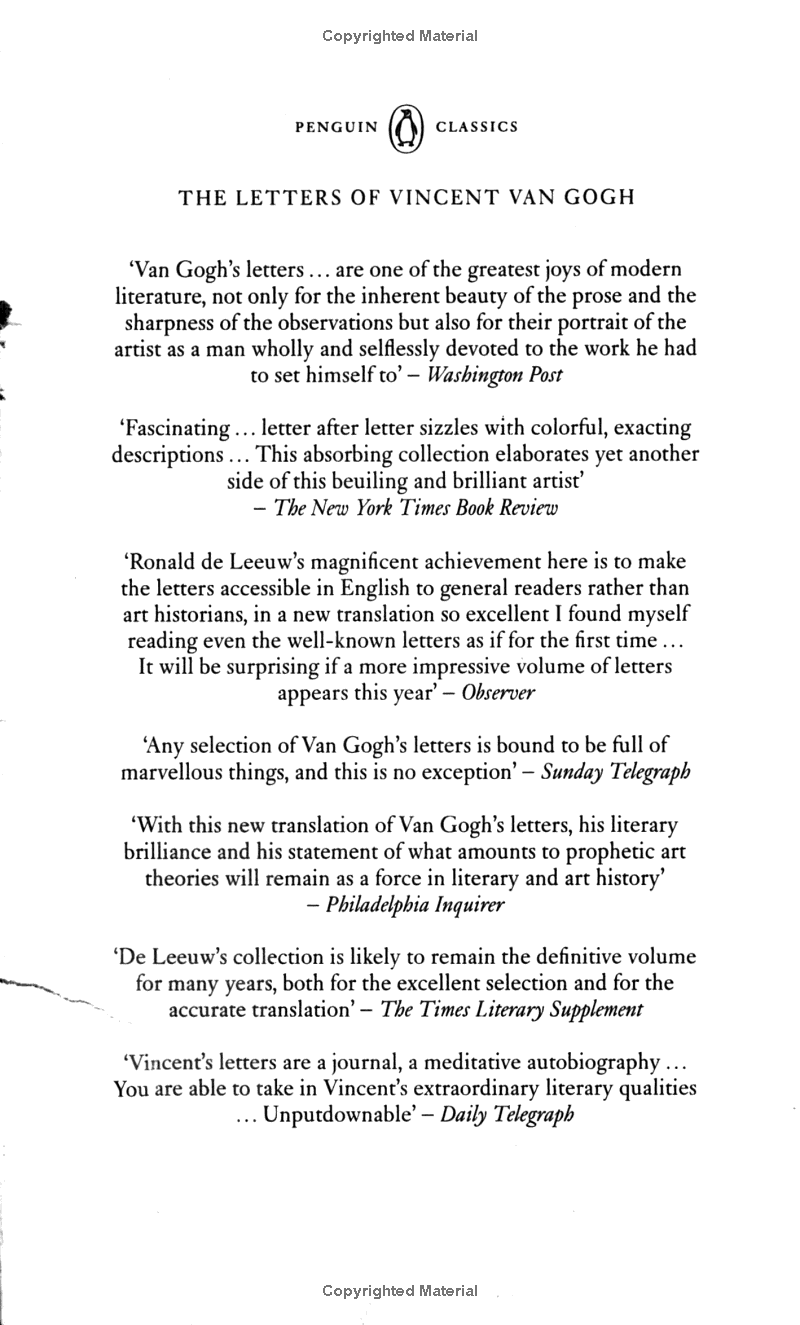 Copyrighted Material
PENGUIN CLASSICS
THE LETTERS OF VINCENT VAN GOGH
‘Van Gogh’s letters ... are one of the greatest joys of modern
literature, not only for the inherent beauty of the prose and the
sharpness of the observations but also for their portrait of the
artist as a man wholly and selflessly devoted to the work he had
to set himself to’ – Washington Post
‘Fascinating ... letter after letter sizzles with colorful, exacting
descriptions ... This absorbing collection elaborates yet another
side of this beuiling and brilliant artist’
– The New York Times Book Review
‘Ronald de Leeuw’s magnificent achievement here is to make
the letters accessible in English to general readers rather than
art historians, in a new translation so excellent I found myself
reading even the well-known letters as if for the first time ...
It will be surprising if a more impressive volume of letters
appears this year’ – Observer
‘Any selection of Van Gogh’s letters is bound to be full of
marvellous things, and this is no exception’ – Sunday Telegraph
‘With this new translation of Van Gogh’s letters, his literary
brilliance and his statement of what amounts to prophetic art
theories will remain as a force in literary and art history’
– Philadelphia Inquirer
‘De Leeuw’s collection is likely to remain the definitive volume
for many years, both for the excellent selection and for the
accurate translation’ – The Times Literary Supplement
‘Vincent’s letters are a journal, a meditative autobiography ...
You are able to take in Vincent’s extraordinary literary qualities
... Unputdownable’ – Daily Telegraph
Copyrighted Material